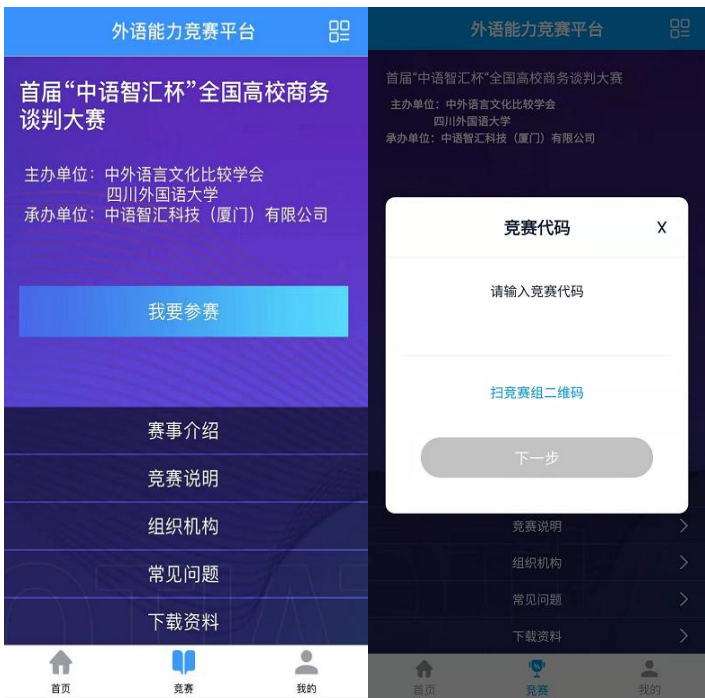 外语能力竞赛平台
首届“中语智汇杯”全国高校商务
谈判大赛
主办单位：中外语言文化比较学会
四川外国语大学
承办单位：中语智汇科技（厦门）有限公司
我要参赛
赛事介绍
竞赛说明
组织机构
常见问题
下载资料
首页
竞赛
我的
外语能力竞赛平台
首届“中语智汇杯”全国高校商务谈判大赛
主办单位：中外语言文化比较学会
四川外国语大学
承办单位：中语智汇科技（厦门）有限公司
竞赛代码
X
请输入竞赛代码
扫竞赛组二维码
下一步
竞赛说明
组织机构
常见问题
下载资料
首页
竞赛
我的